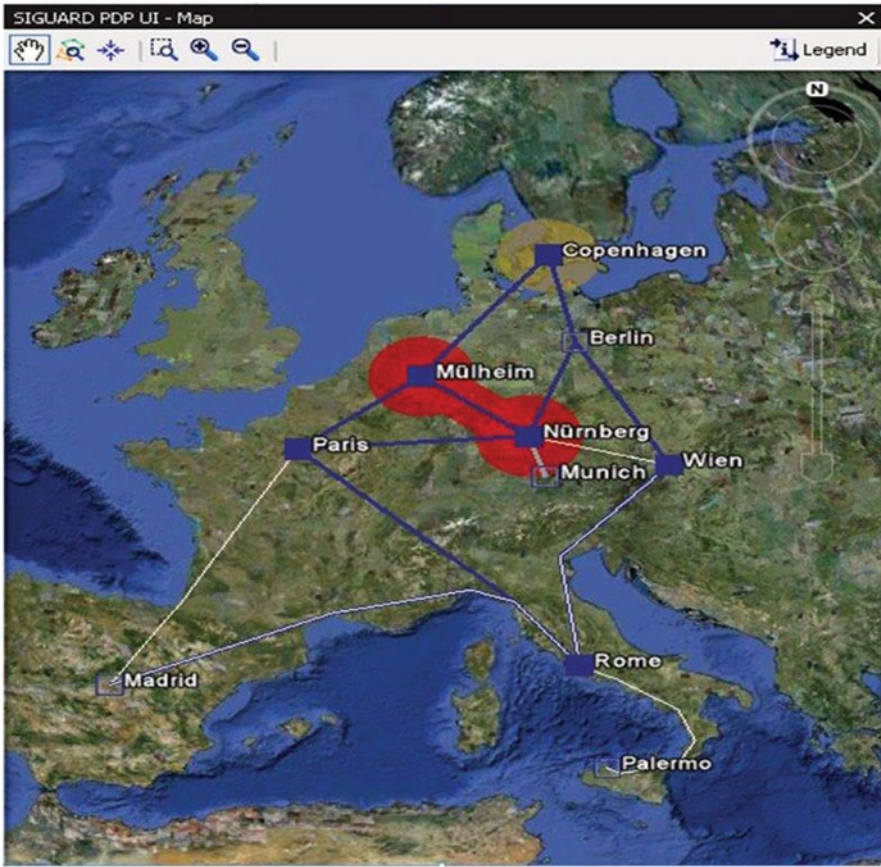 SIGUARD PDP UI - Map
Legend
N
Copenhagen
Berlin
Mülheim
Nürnberg
Paris
Wien
Munich
Rome
Madrid
Palermo